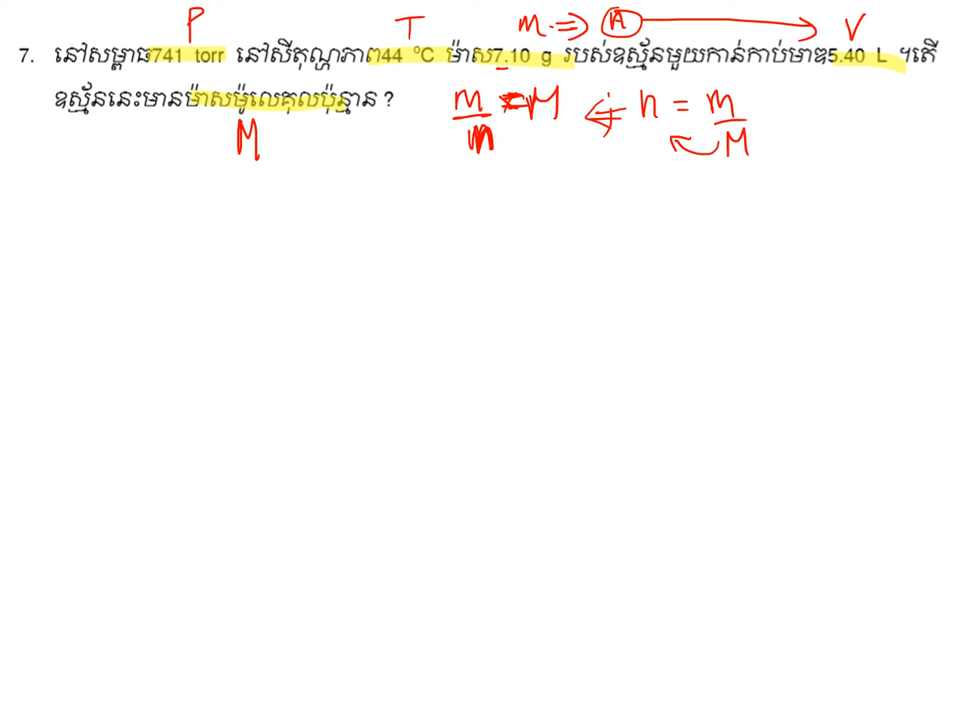 P T m ⇒ A → V
7. នៅសម្ពាធ741 torr នៅសីតុណ្ហភាព44 °C ម៉ាស7.10 g របស់ឧស្ម័នមួយកាន់កាប់មាឌ5.40 L ។តើ
ឧស្ម័ននេះមានម៉ាសម៉ូលេគុលប៉ុន្មាន ?
m/n = M ⇐ n = m/M
M